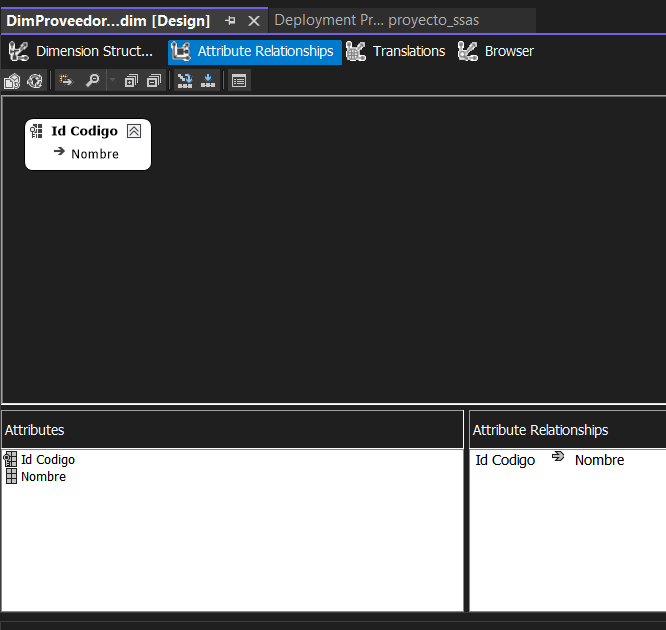 DimProveedor...dim [Design]
Deployment Pr... proyecto_ssas
Dimension Struct...
Attribute Relationships
Translations
Browser
Id Codigo
Nombre
Attributes
Id Codigo
Nombre
Attribute Relationships
Id Codigo
Nombre